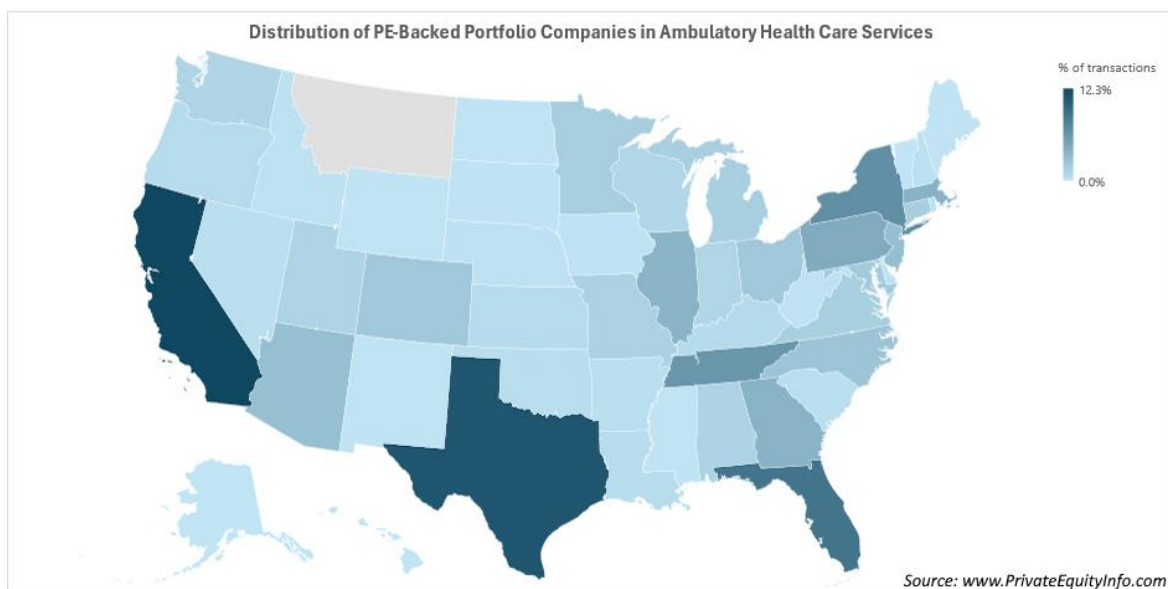 Distribution of PE-Backed Portfolio Companies in Ambulatory Health Care Services
% of transactions
12.3%
0.0%
Source: www.PrivateEquityInfo.com